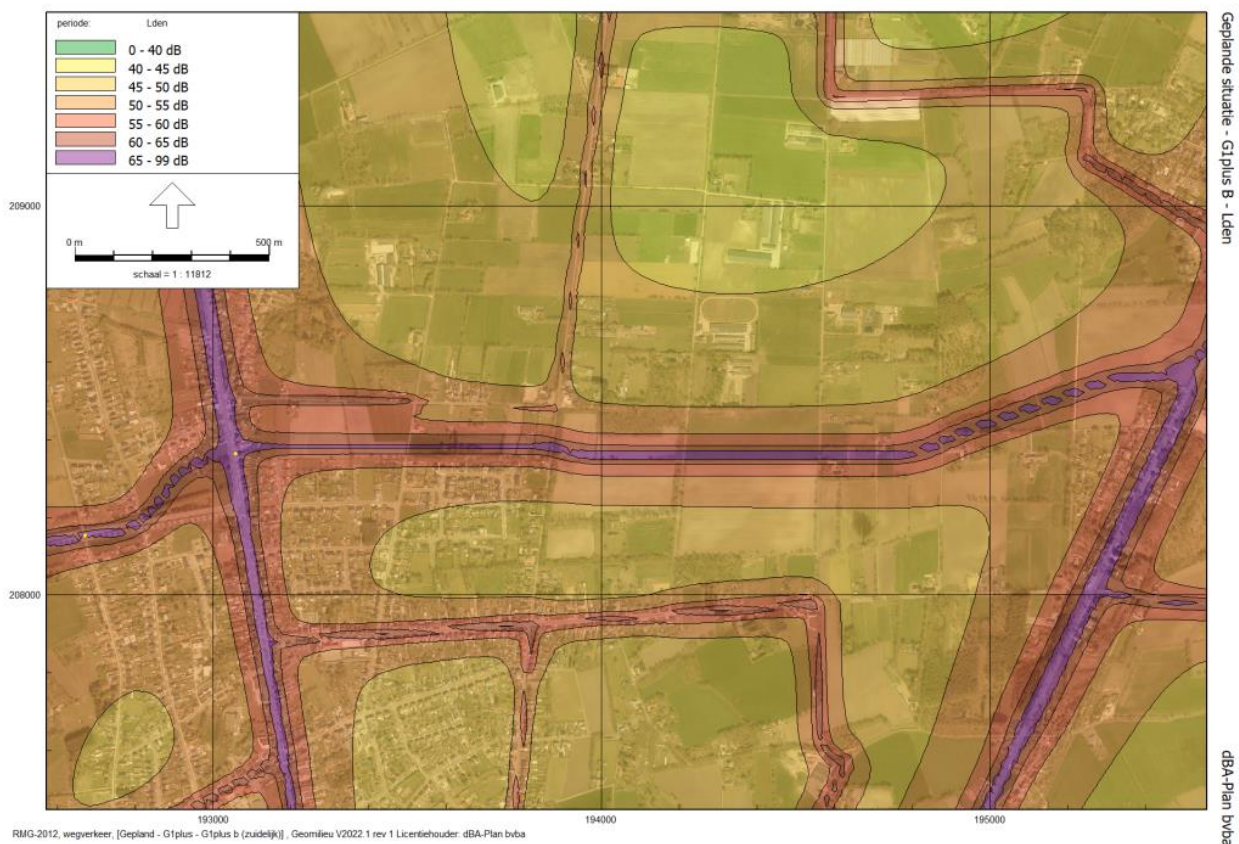 periode: Lden
0 - 40 dB
40 - 45 dB
45 - 50 dB
50 - 55 dB
55 - 60 dB
60 - 65 dB
65 - 99 dB
0 m 500 m
schaal = 1 : 11812
209000
208000
193000 194000 195000
RMG-2012, wegverkeer, [Gepland - G1plus - G1plus b (zuidelijk)] , Geomilieu V2022.1 rev 1 Licentiehouder: dBA-Plan bvba
Geplande situatie - G1plus B - Lden
dBA-Plan bvba